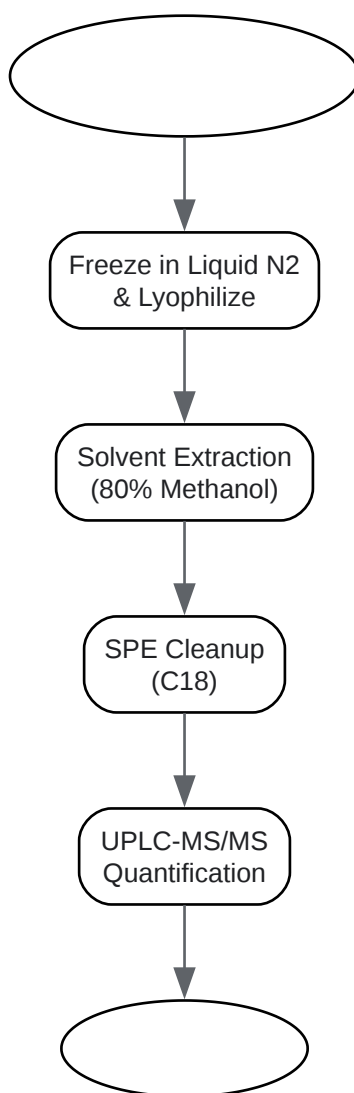 Freeze in Liquid N2
& Lyophilize
Solvent Extraction
(80% Methanol)
SPE Cleanup
(C18)
UPLC-MS/MS
Quantification